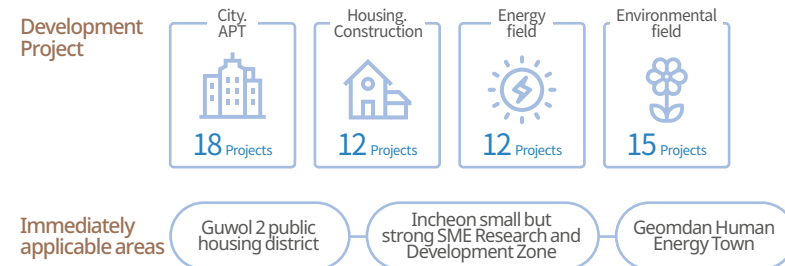 Development
Project
City.
APT
18 Projects
Housing.
Construction
12 Projects
Energy
field
12 Projects
Environmental
field
15 Projects
Immediately
applicable areas
Guwol 2 public
housing district
Incheon small but
strong SME Research and
Development Zone
Geomdan Human
Energy Town